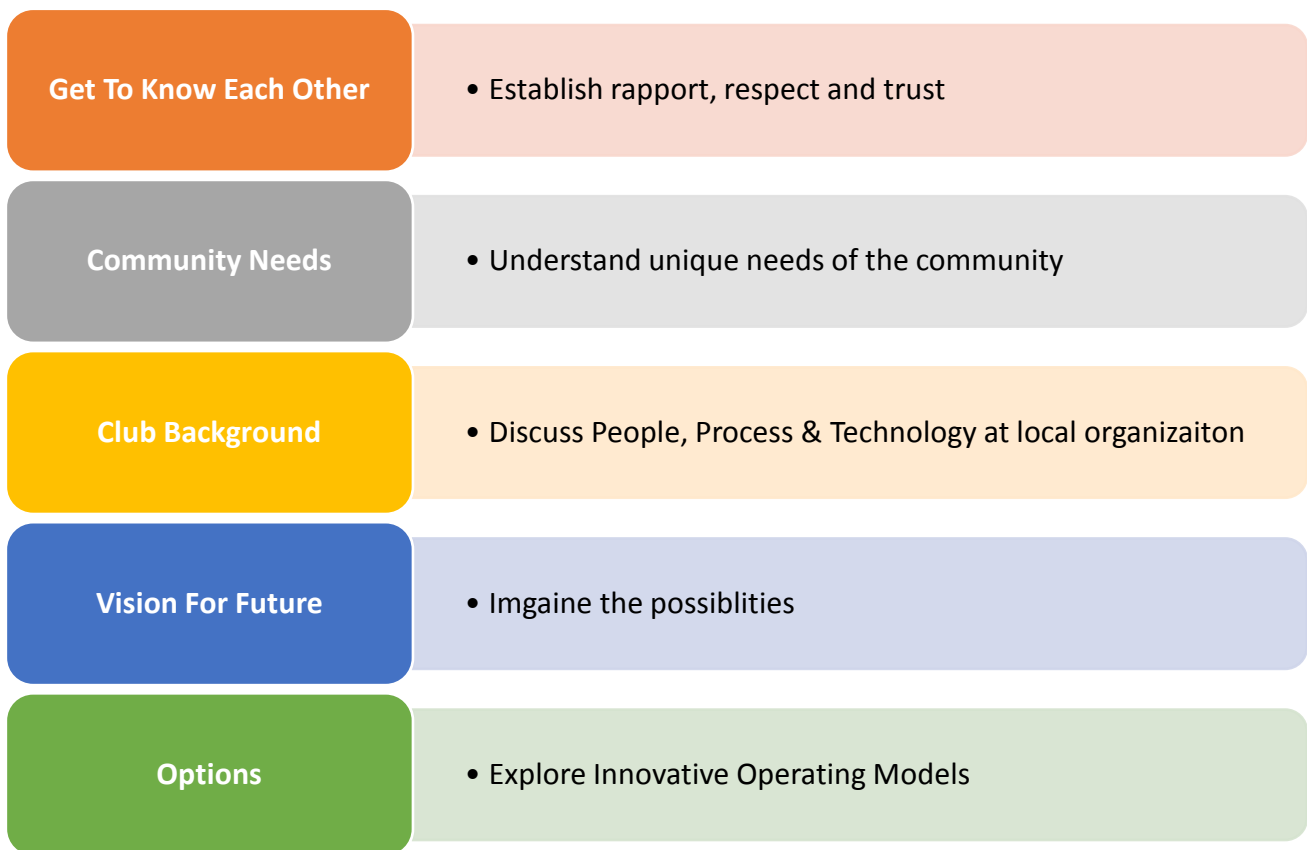 Get To Know Each Other
• Establish rapport, respect and trust
Community Needs
• Understand unique needs of the community
Club Background
• Discuss People, Process & Technology at local organizaiton
Vision For Future
• Imgaine the possiblities
Options
• Explore Innovative Operating Models